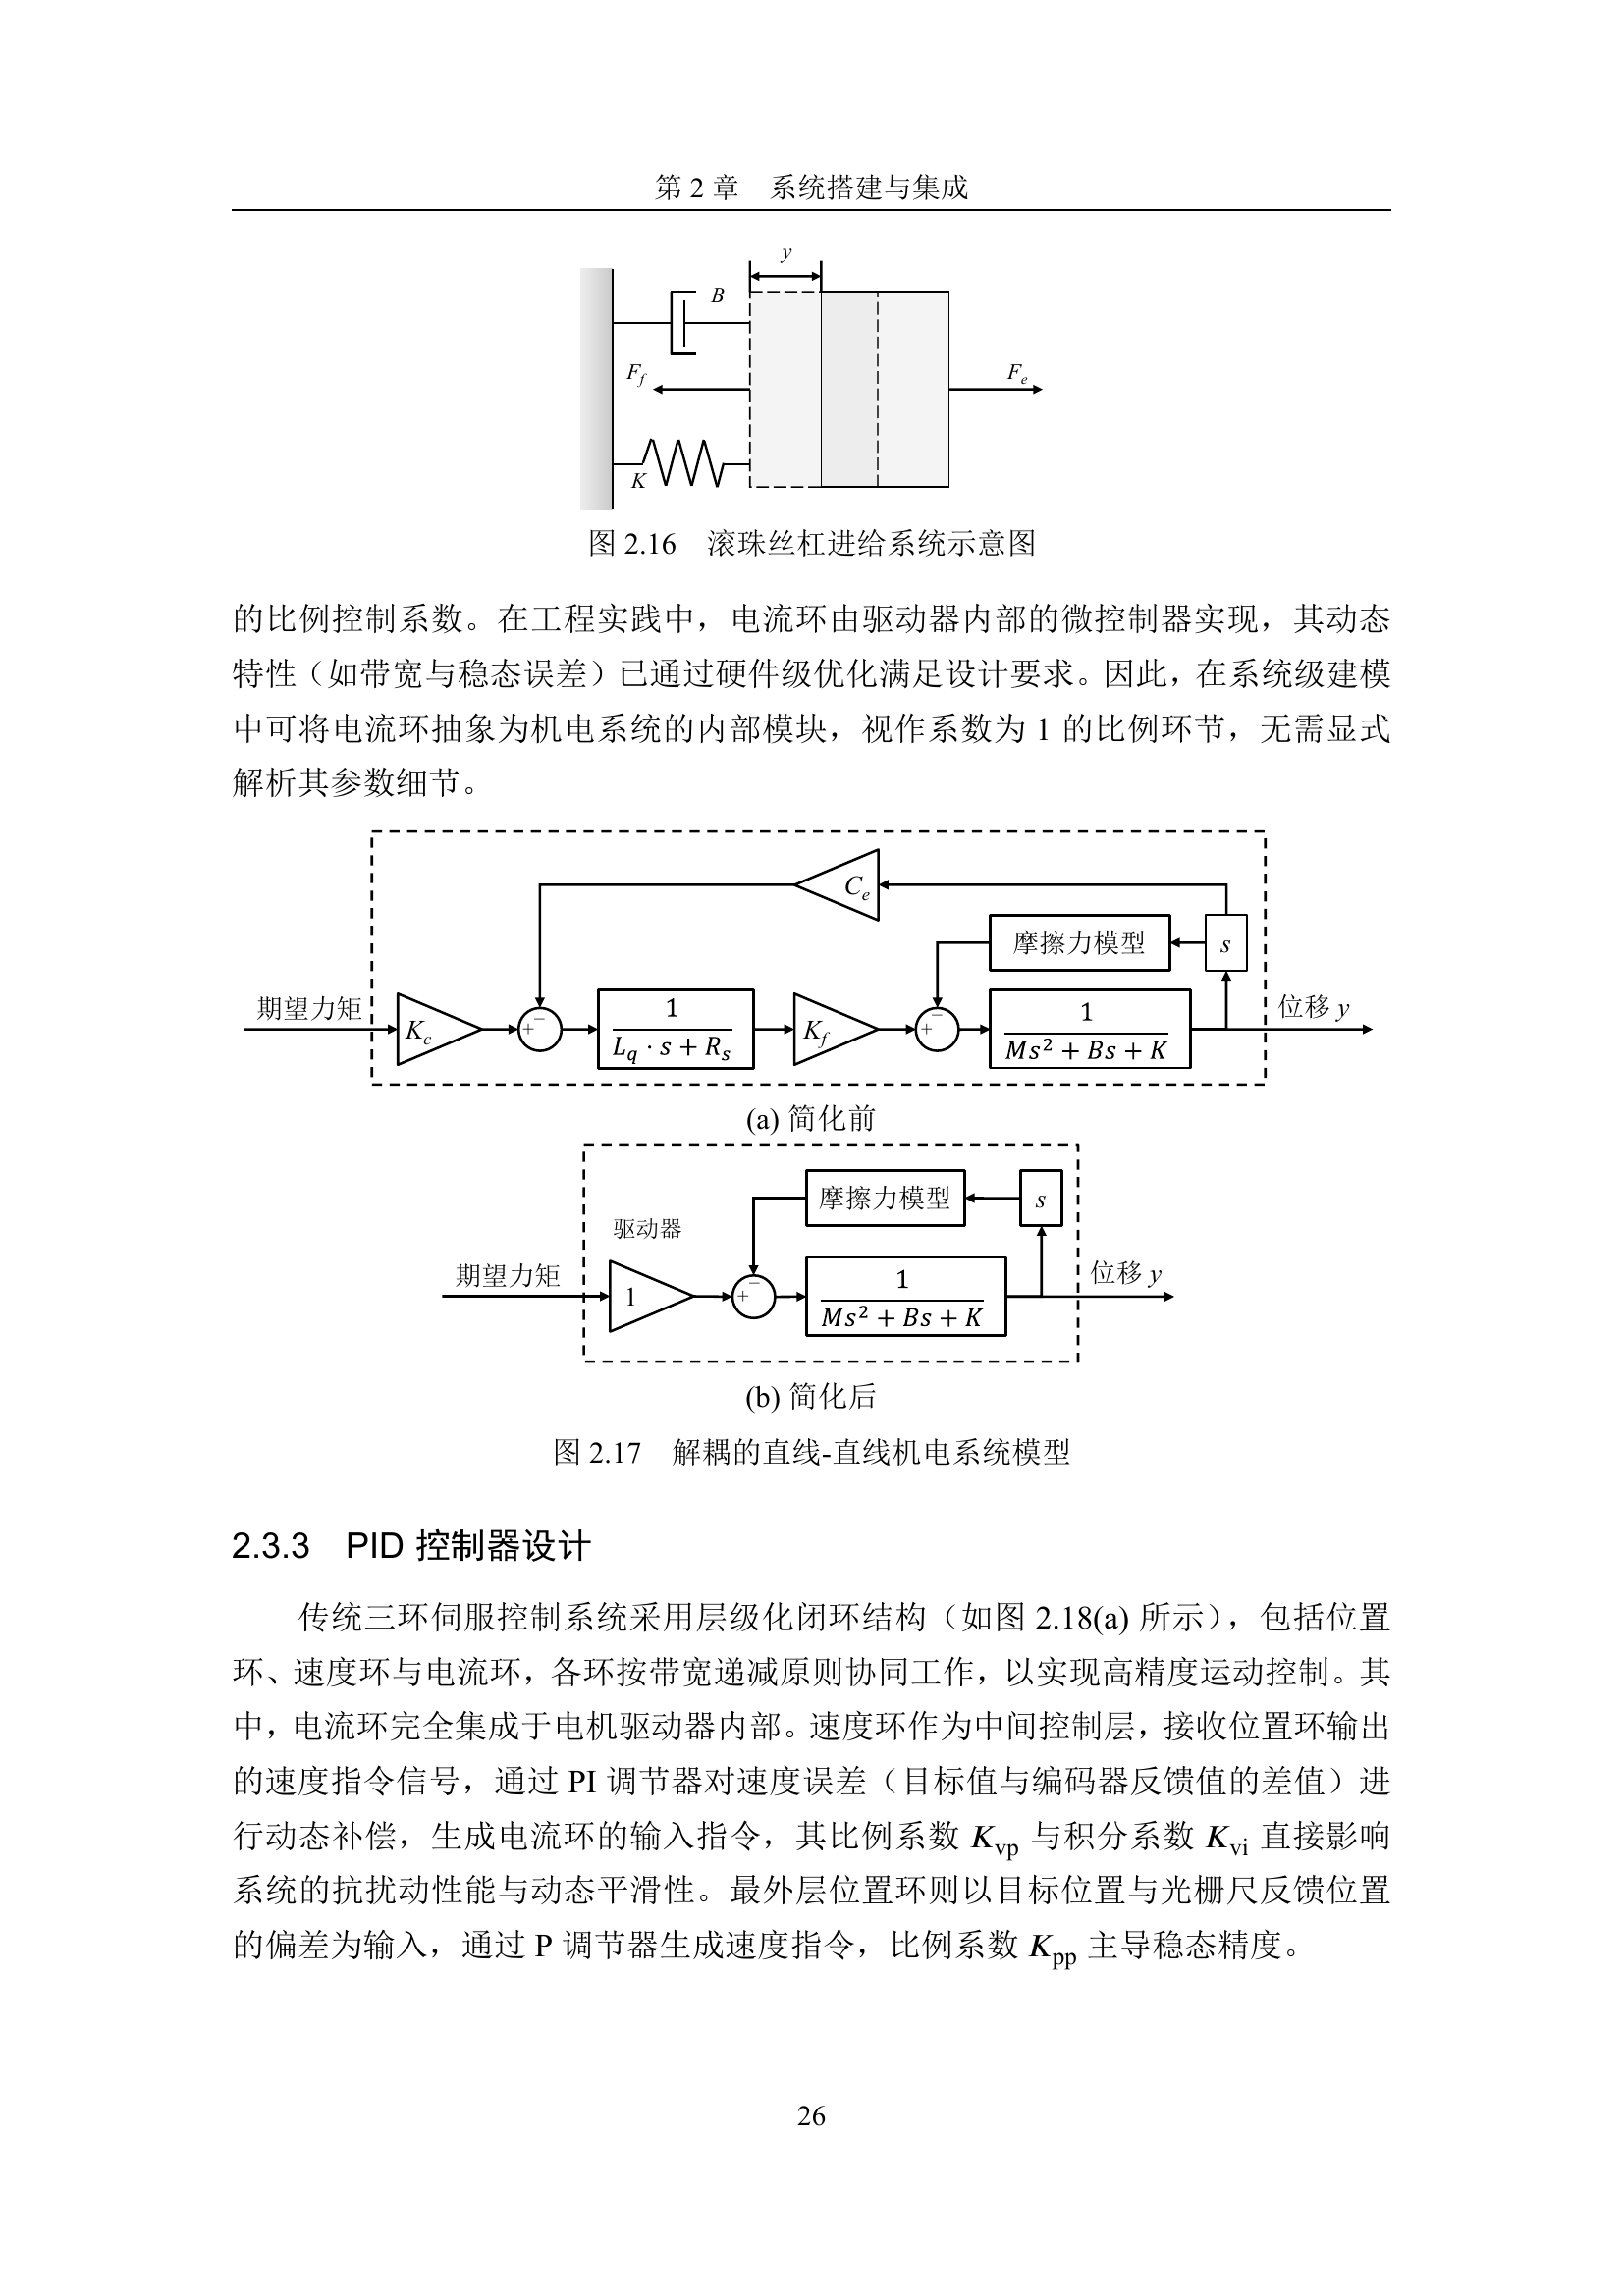 第 2 章　系统搭建与集成
y
B
F_f
F_e
K
图 2.16　滚珠丝杠进给系统示意图
的比例控制系数。在工程实践中，电流环由驱动器内部的微控制器实现，其动态
特性（如带宽与稳态误差）已通过硬件级优化满足设计要求。因此，在系统级建模
中可将电流环抽象为机电系统的内部模块，视作系数为 1 的比例环节，无需显式
解析其参数细节。
C_e
摩擦力模型
s
期望力矩
K_c
+ −
1
L_q · s + R_s
K_f
+ −
1
Ms² + Bs + K
位移 y
(a) 简化前
摩擦力模型
s
驱动器
期望力矩
1
+ −
1
Ms² + Bs + K
位移 y
(b) 简化后
图 2.17　解耦的直线-直线机电系统模型
2.3.3　PID 控制器设计
传统三环伺服控制系统采用层级化闭环结构（如图 2.18(a) 所示），包括位置
环、速度环与电流环，各环按带宽递减原则协同工作，以实现高精度运动控制。其
中，电流环完全集成于电机驱动器内部。速度环作为中间控制层，接收位置环输出
的速度指令信号，通过 PI 调节器对速度误差（目标值与编码器反馈值的差值）进
行动态补偿，生成电流环的输入指令，其比例系数 K_vp 与积分系数 K_vi 直接影响
系统的抗扰动性能与动态平滑性。最外层位置环则以目标位置与光栅尺反馈位置
的偏差为输入，通过 P 调节器生成速度指令，比例系数 K_pp 主导稳态精度。
26